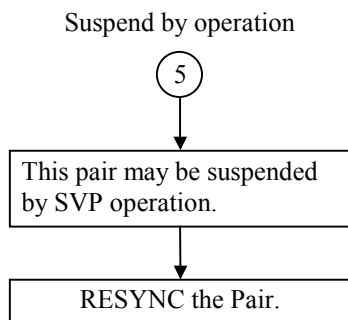 Suspend by operation
5
This pair may be suspended
by SVP operation.
RESYNC the Pair.